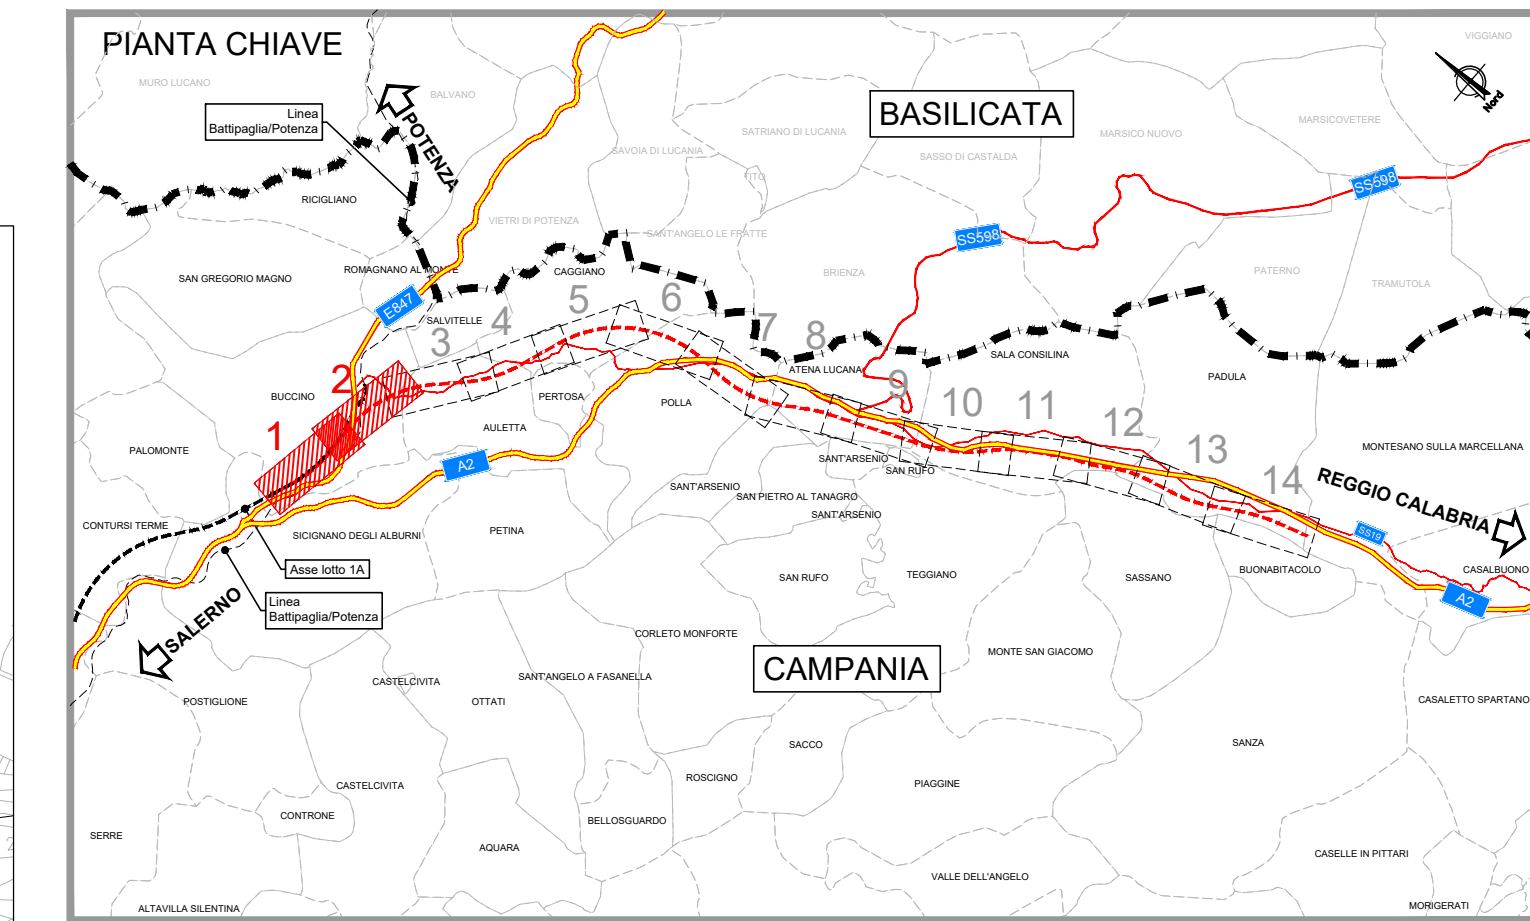 PIANTA CHIAVE
VIGGIANO
MURO LUCANO
BALVANO
Nord
Linea
Battipaglia/Potenza
POTENZA
BASILICATA
SATRIANO DI LUCANIA
MARSICO NUOVO
MARSICOVETERE
SAVOIA DI LUCANIA
SASSO DI CASTALDA
TITO
SS598
RICIGLIANO
VIETRI DI POTENZA
SANT'ANGELO LE FRATTE
SS598
SAN GREGORIO MAGNO
ROMAGNANO AL MONTE
CAGGIANO
BRIENZA
PATERNO
TRAMUTOLA
E847
SALVITELLE
3
4
5
6
7
8
SALA CONSILINA
ATENA LUCANA
PADULA
2
BUCCINO
PERTOSA
POLLA
9
10
11
12
13
14
1
AULETTA
PALOMONTE
A2
MONTESANO SULLA MARCELLANA
SANT'ARSENIO
SAN RUFO
SANT'ARSENIO
SAN PIETRO AL TANAGRO
SANT'ARSENIO
REGGIO CALABRIA
CONTURSI TERME
SICIGNANO DEGLI ALBURNI
PETINA
SS19
Asse lotto 1A
SAN RUFO
TEGGIANO
SASSANO
BUONABITACOLO
CASALBUONO
A2
Linea
Battipaglia/Potenza
SALERNO
CORLETO MONFORTE
MONTE SAN GIACOMO
CAMPANIA
CASTELCIVITA
SANT'ANGELO A FASANELLA
POSTIGLIONE
OTTATI
CASALETTO SPARTANO
SACCO
SANZA
ROSCIGNO
PIAGGINE
CASTELCIVITA
CONTRONE
BELLOSGUARDO
SERRE
AQUARA
CASELLE IN PITTARI
VALLE DELL'ANGELO
ALTAVILLA SILENTINA
MORIGERATI